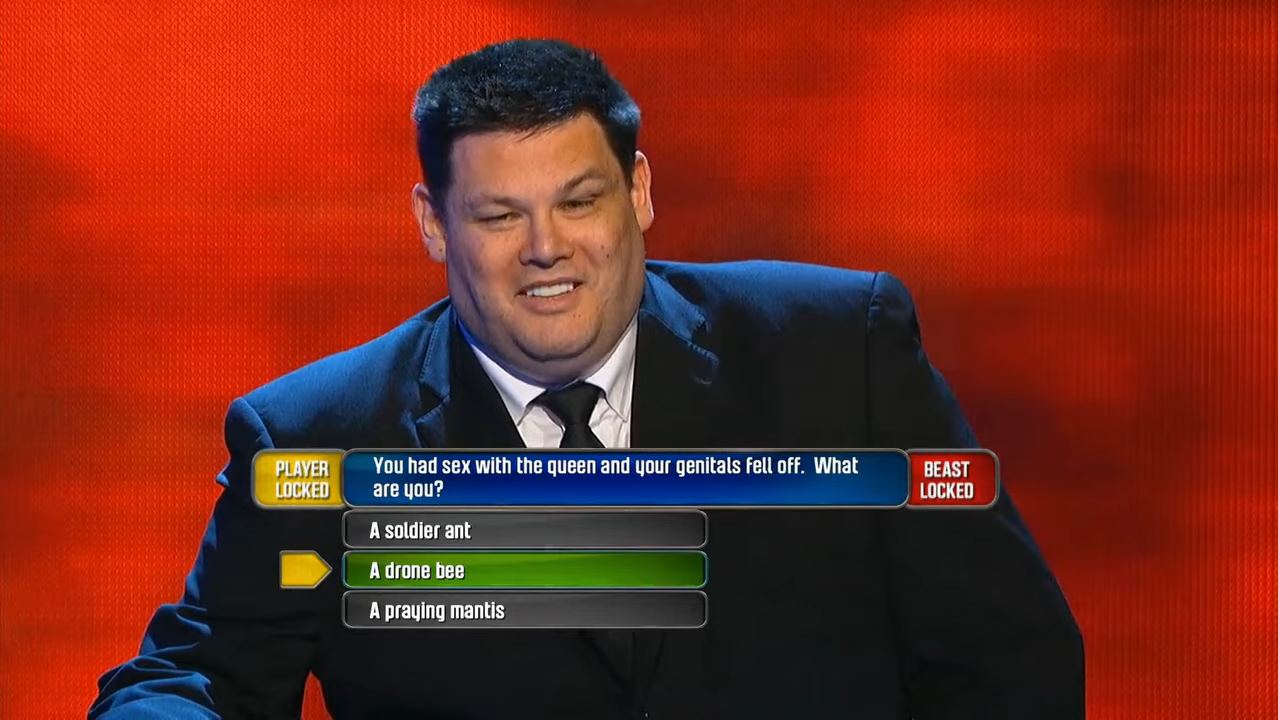 PLAYER
LOCKED
You had sex with the queen and your genitals fell off. What
are you?
BEAST
LOCKED
A soldier ant
A drone bee
A praying mantis